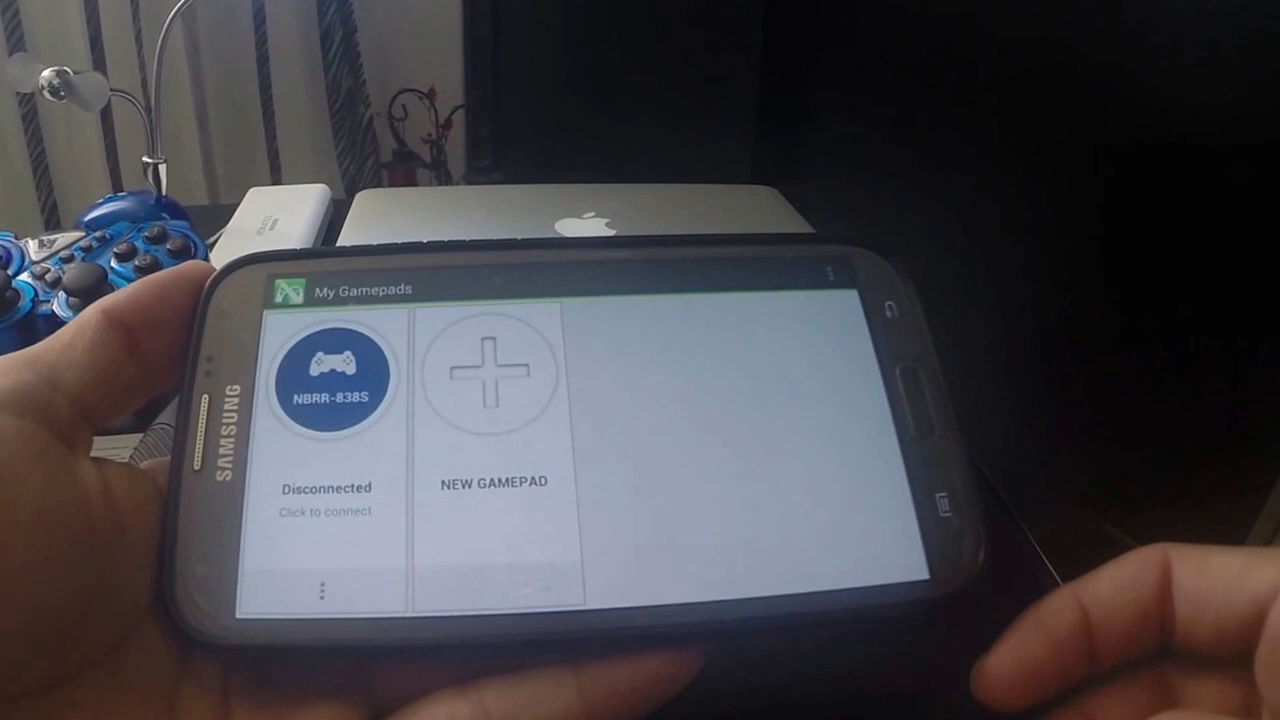 My Gamepads
NBRR-838S
Disconnected
Click to connect
NEW GAMEPAD
SAMSUNG